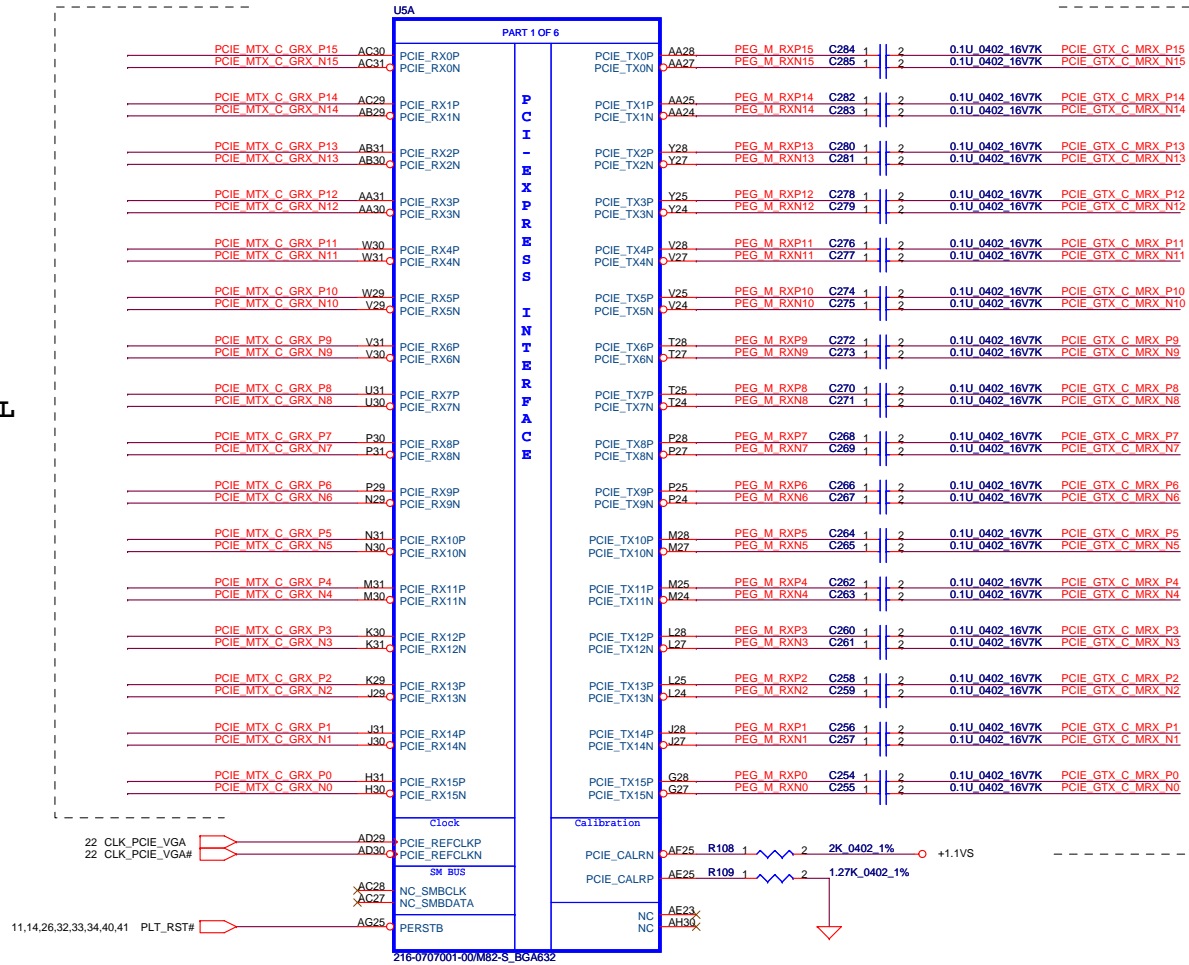 U5A
PART 1 OF 6
PCIE_MTX_C_GRX_P15 AC30 PCIE_RX0P PCIE_TX0P AA28 PEG_M_RXP15 C284 1 2 0.1U_0402_16V7K PCIE_GTX_C_MRX_P15
PCIE_MTX_C_GRX_N15 AC31 PCIE_RX0N PCIE_TX0N AA27 PEG_M_RXN15 C285 1 2 0.1U_0402_16V7K PCIE_GTX_C_MRX_N15
PCIE_MTX_C_GRX_P14 AC29 PCIE_RX1P PCIE_TX1P AA25 PEG_M_RXP14 C282 1 2 0.1U_0402_16V7K PCIE_GTX_C_MRX_P14
PCIE_MTX_C_GRX_N14 AB29 PCIE_RX1N PCIE_TX1N AA24 PEG_M_RXN14 C283 1 2 0.1U_0402_16V7K PCIE_GTX_C_MRX_N14
PCIE_MTX_C_GRX_P13 AB31 PCIE_RX2P PCIE_TX2P Y28 PEG_M_RXP13 C280 1 2 0.1U_0402_16V7K PCIE_GTX_C_MRX_P13
PCIE_MTX_C_GRX_N13 AB30 PCIE_RX2N PCIE_TX2N Y27 PEG_M_RXN13 C281 1 2 0.1U_0402_16V7K PCIE_GTX_C_MRX_N13
PCIE_MTX_C_GRX_P12 AA31 PCIE_RX3P PCIE_TX3P Y25 PEG_M_RXP12 C278 1 2 0.1U_0402_16V7K PCIE_GTX_C_MRX_P12
PCIE_MTX_C_GRX_N12 AA30 PCIE_RX3N PCIE_TX3N Y24 PEG_M_RXN12 C279 1 2 0.1U_0402_16V7K PCIE_GTX_C_MRX_N12
PCIE_MTX_C_GRX_P11 W30 PCIE_RX4P PCIE_TX4P V28 PEG_M_RXP11 C276 1 2 0.1U_0402_16V7K PCIE_GTX_C_MRX_P11
PCIE_MTX_C_GRX_N11 W31 PCIE_RX4N PCIE_TX4N V27 PEG_M_RXN11 C277 1 2 0.1U_0402_16V7K PCIE_GTX_C_MRX_N11
PCIE_MTX_C_GRX_P10 W29 PCIE_RX5P PCIE_TX5P V25 PEG_M_RXP10 C274 1 2 0.1U_0402_16V7K PCIE_GTX_C_MRX_P10
PCIE_MTX_C_GRX_N10 V29 PCIE_RX5N PCIE_TX5N V24 PEG_M_RXN10 C275 1 2 0.1U_0402_16V7K PCIE_GTX_C_MRX_N10
PCIE_MTX_C_GRX_P9 V31 PCIE_RX6P PCIE_TX6P T28 PEG_M_RXP9 C272 1 2 0.1U_0402_16V7K PCIE_GTX_C_MRX_P9
PCIE_MTX_C_GRX_N9 V30 PCIE_RX6N PCIE_TX6N T27 PEG_M_RXN9 C273 1 2 0.1U_0402_16V7K PCIE_GTX_C_MRX_N9
PCIE_MTX_C_GRX_P8 U31 PCIE_RX7P PCIE_TX7P T25 PEG_M_RXP8 C270 1 2 0.1U_0402_16V7K PCIE_GTX_C_MRX_P8
PCIE_MTX_C_GRX_N8 U30 PCIE_RX7N PCIE_TX7N T24 PEG_M_RXN8 C271 1 2 0.1U_0402_16V7K PCIE_GTX_C_MRX_N8
L
PCIE_MTX_C_GRX_P7 P30 PCIE_RX8P PCIE_TX8P P28 PEG_M_RXP7 C268 1 2 0.1U_0402_16V7K PCIE_GTX_C_MRX_P7
PCIE_MTX_C_GRX_N7 P31 PCIE_RX8N PCIE_TX8N P27 PEG_M_RXN7 C269 1 2 0.1U_0402_16V7K PCIE_GTX_C_MRX_N7
PCIE_MTX_C_GRX_P6 P29 PCIE_RX9P PCIE_TX9P P25 PEG_M_RXP6 C266 1 2 0.1U_0402_16V7K PCIE_GTX_C_MRX_P6
PCIE_MTX_C_GRX_N6 N29 PCIE_RX9N PCIE_TX9N P24 PEG_M_RXN6 C267 1 2 0.1U_0402_16V7K PCIE_GTX_C_MRX_N6
PCIE_MTX_C_GRX_P5 N31 PCIE_RX10P PCIE_TX10P M28 PEG_M_RXP5 C264 1 2 0.1U_0402_16V7K PCIE_GTX_C_MRX_P5
PCIE_MTX_C_GRX_N5 N30 PCIE_RX10N PCIE_TX10N M27 PEG_M_RXN5 C265 1 2 0.1U_0402_16V7K PCIE_GTX_C_MRX_N5
PCIE_MTX_C_GRX_P4 M31 PCIE_RX11P PCIE_TX11P M25 PEG_M_RXP4 C262 1 2 0.1U_0402_16V7K PCIE_GTX_C_MRX_P4
PCIE_MTX_C_GRX_N4 M30 PCIE_RX11N PCIE_TX11N M24 PEG_M_RXN4 C263 1 2 0.1U_0402_16V7K PCIE_GTX_C_MRX_N4
PCIE_MTX_C_GRX_P3 K30 PCIE_RX12P PCIE_TX12P L28 PEG_M_RXP3 C260 1 2 0.1U_0402_16V7K PCIE_GTX_C_MRX_P3
PCIE_MTX_C_GRX_N3 K31 PCIE_RX12N PCIE_TX12N L27 PEG_M_RXN3 C261 1 2 0.1U_0402_16V7K PCIE_GTX_C_MRX_N3
PCIE_MTX_C_GRX_P2 K29 PCIE_RX13P PCIE_TX13P L25 PEG_M_RXP2 C258 1 2 0.1U_0402_16V7K PCIE_GTX_C_MRX_P2
PCIE_MTX_C_GRX_N2 J29 PCIE_RX13N PCIE_TX13N L24 PEG_M_RXN2 C259 1 2 0.1U_0402_16V7K PCIE_GTX_C_MRX_N2
PCIE_MTX_C_GRX_P1 J31 PCIE_RX14P PCIE_TX14P J28 PEG_M_RXP1 C256 1 2 0.1U_0402_16V7K PCIE_GTX_C_MRX_P1
PCIE_MTX_C_GRX_N1 J30 PCIE_RX14N PCIE_TX14N J27 PEG_M_RXN1 C257 1 2 0.1U_0402_16V7K PCIE_GTX_C_MRX_N1
PCIE_MTX_C_GRX_P0 H31 PCIE_RX15P PCIE_TX15P G28 PEG_M_RXP0 C254 1 2 0.1U_0402_16V7K PCIE_GTX_C_MRX_P0
PCIE_MTX_C_GRX_N0 H30 PCIE_RX15N PCIE_TX15N G27 PEG_M_RXN0 C255 1 2 0.1U_0402_16V7K PCIE_GTX_C_MRX_N0
PCI-EXPRESS INTERFACE
Clock Calibration
22 CLK_PCIE_VGA AD29 PCIE_REFCLKP
22 CLK_PCIE_VGA# AD30 PCIE_REFCLKN PCIE_CALRN AF25 R108 1 2 2K_0402_1% +1.1VS
SM BUS PCIE_CALRP AE25 R109 1 2 1.27K_0402_1%
AC28 NC_SMBCLK
AC27 NC_SMBDATA
NC AE23
11,14,26,32,33,34,40,41 PLT_RST# AG25 PERSTB NC AH30
216-0707001-00/M82-S_BGA632